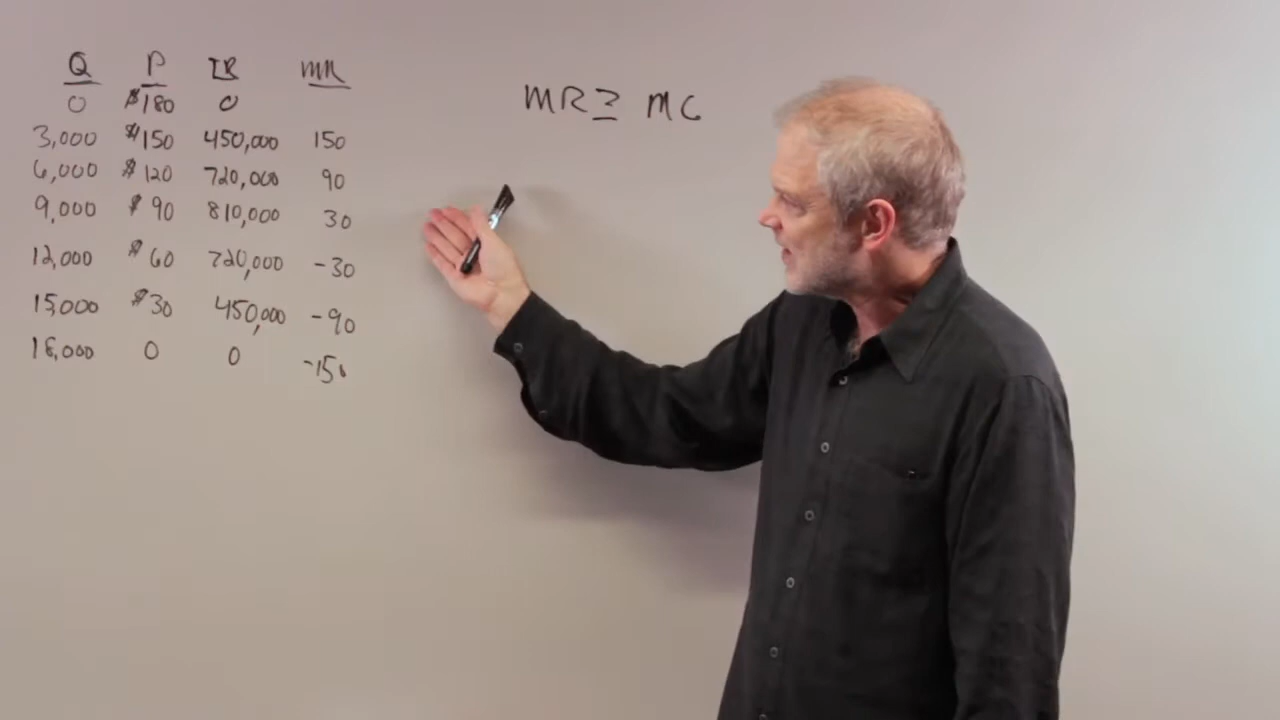 Q P TR MR
0 $180 0
3,000 $150 450,000 150
6,000 $120 720,000 90
9,000 $90 810,000 30
12,000 $60 720,000 -30
15,000 $30 450,000 -90
18,000 0 0 -150
MR ≥ MC